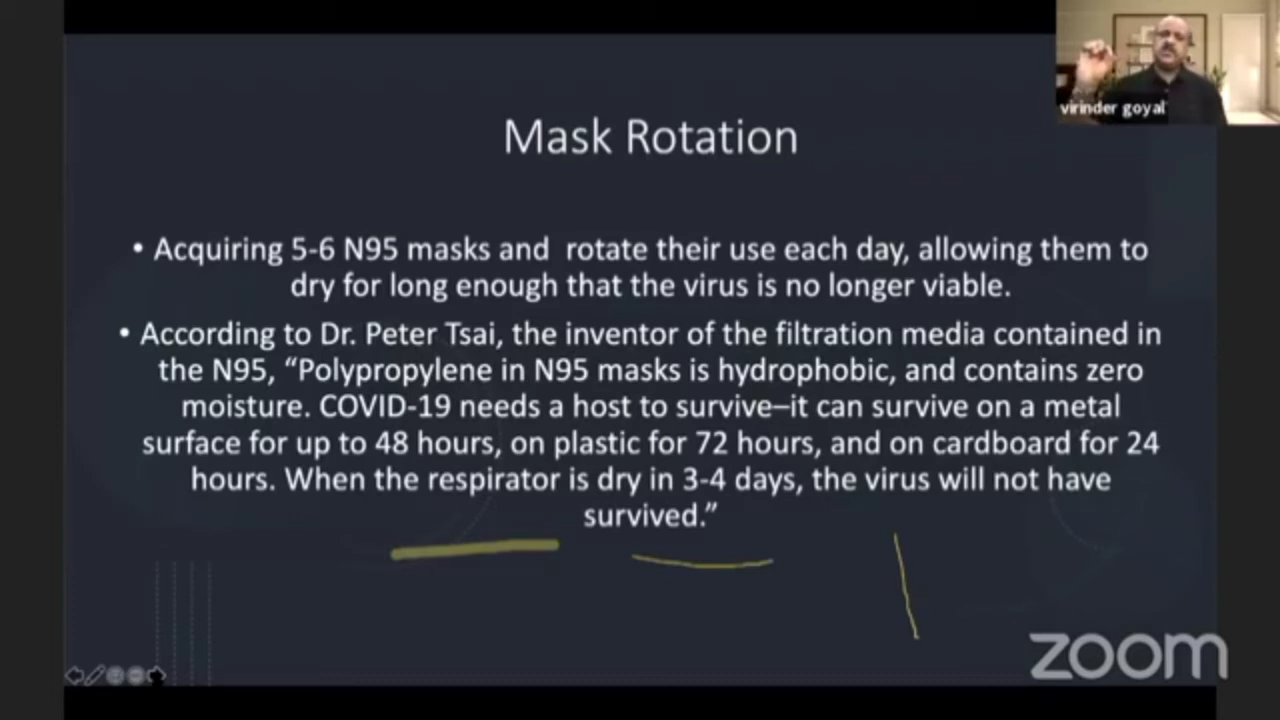 virinder goyal
Mask Rotation
• Acquiring 5-6 N95 masks and rotate their use each day, allowing them to
dry for long enough that the virus is no longer viable.
• According to Dr. Peter Tsai, the inventor of the filtration media contained in
the N95, “Polypropylene in N95 masks is hydrophobic, and contains zero
moisture. COVID-19 needs a host to survive–it can survive on a metal
surface for up to 48 hours, on plastic for 72 hours, and on cardboard for 24
hours. When the respirator is dry in 3-4 days, the virus will not have
survived.”
zoom